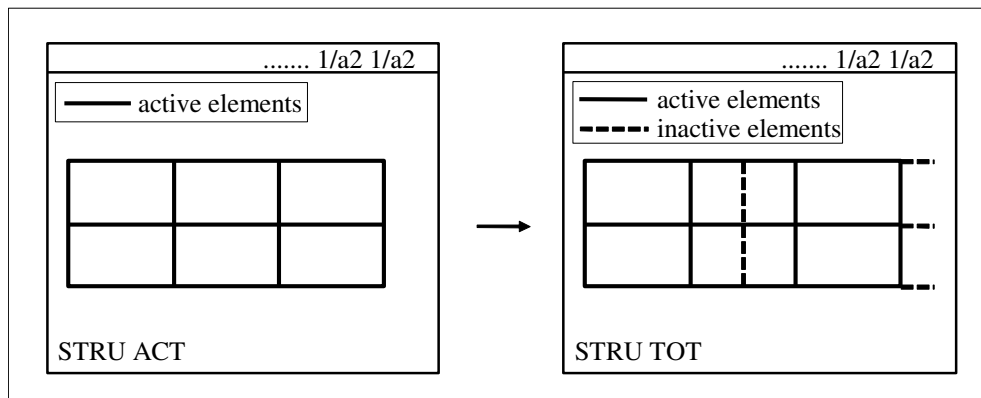 ....... 1/a2 1/a2
active elements
STRU ACT
....... 1/a2 1/a2
active elements
inactive elements
STRU TOT